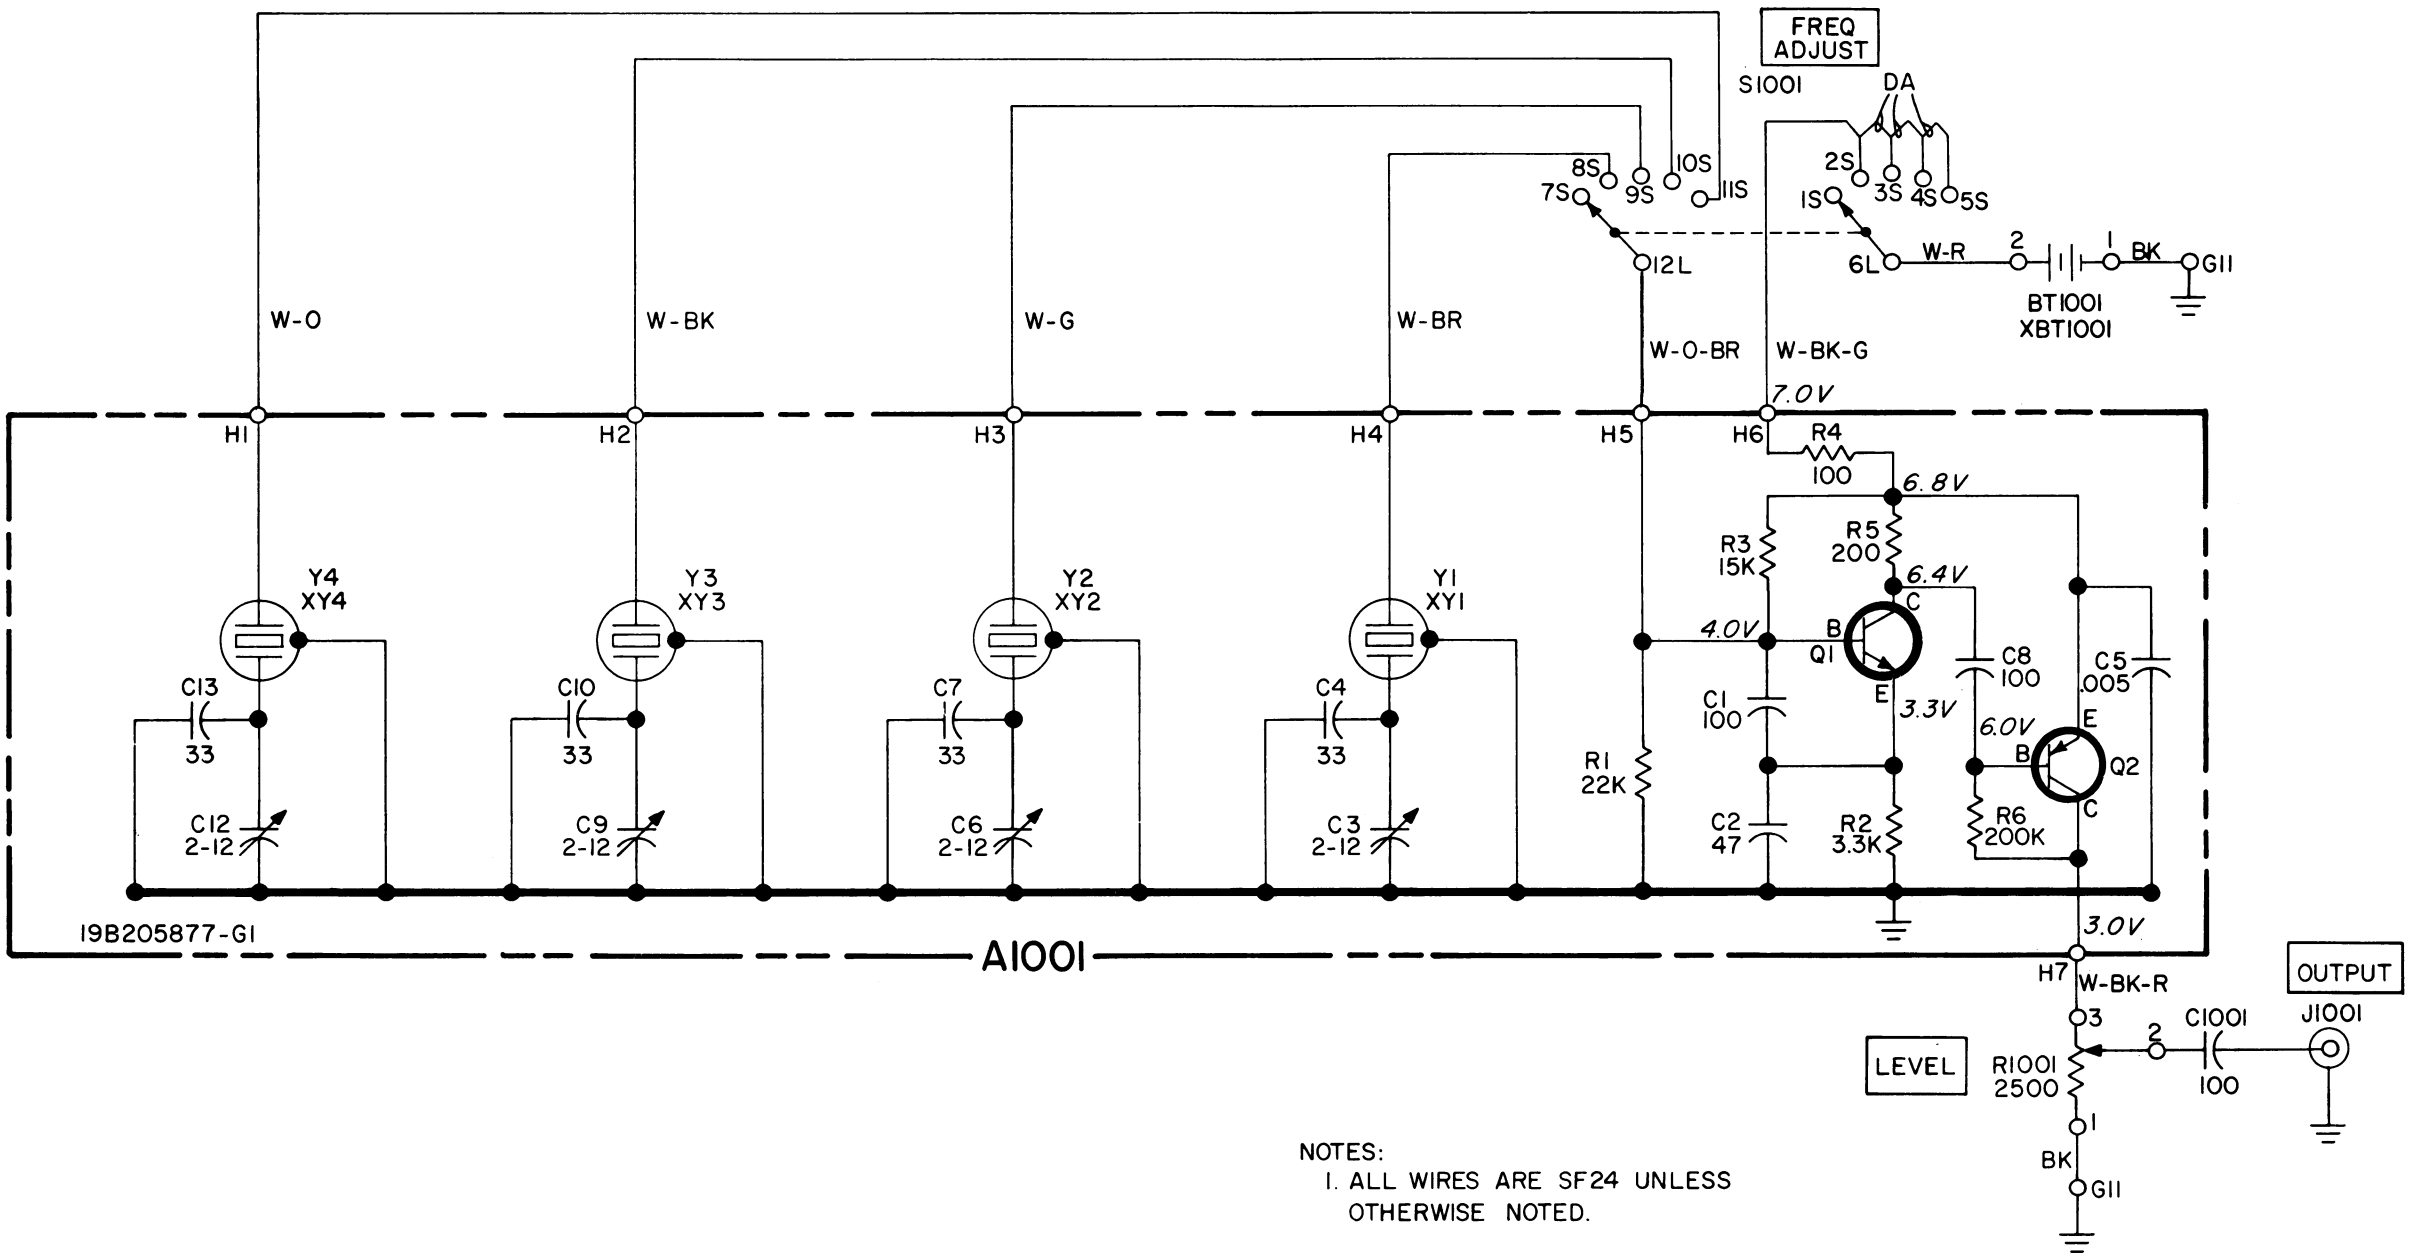 FREQ
ADJUST
S1001
DA
8S
9S
10S
11S
7S
12L
2S
3S
4S
5S
1S
6L
W-R
2
1
BK
G11
BT1001
XBT1001
W-O
W-BK
W-G
W-BR
W-O-BR
W-BK-G
7.0V
H1
H2
H3
H4
H5
H6
R4
100
6.8V
R3
15K
R5
200
6.4V
C
Y4
XY4
Y3
XY3
Y2
XY2
Y1
XY1
4.0V
B
Q1
E
3.3V
C8
100
C5
.005
C13
33
C10
33
C7
33
C4
33
C1
100
6.0V
E
B
Q2
C
R1
22K
C12
2-12
C9
2-12
C6
2-12
C3
2-12
C2
47
R2
3.3K
R6
200K
19B205877-G1
A1001
3.0V
H7
W-BK-R
OUTPUT
J1001
3
2
C1001
100
LEVEL
R1001
2500
1
BK
G11
NOTES:
1. ALL WIRES ARE SF24 UNLESS
OTHERWISE NOTED.